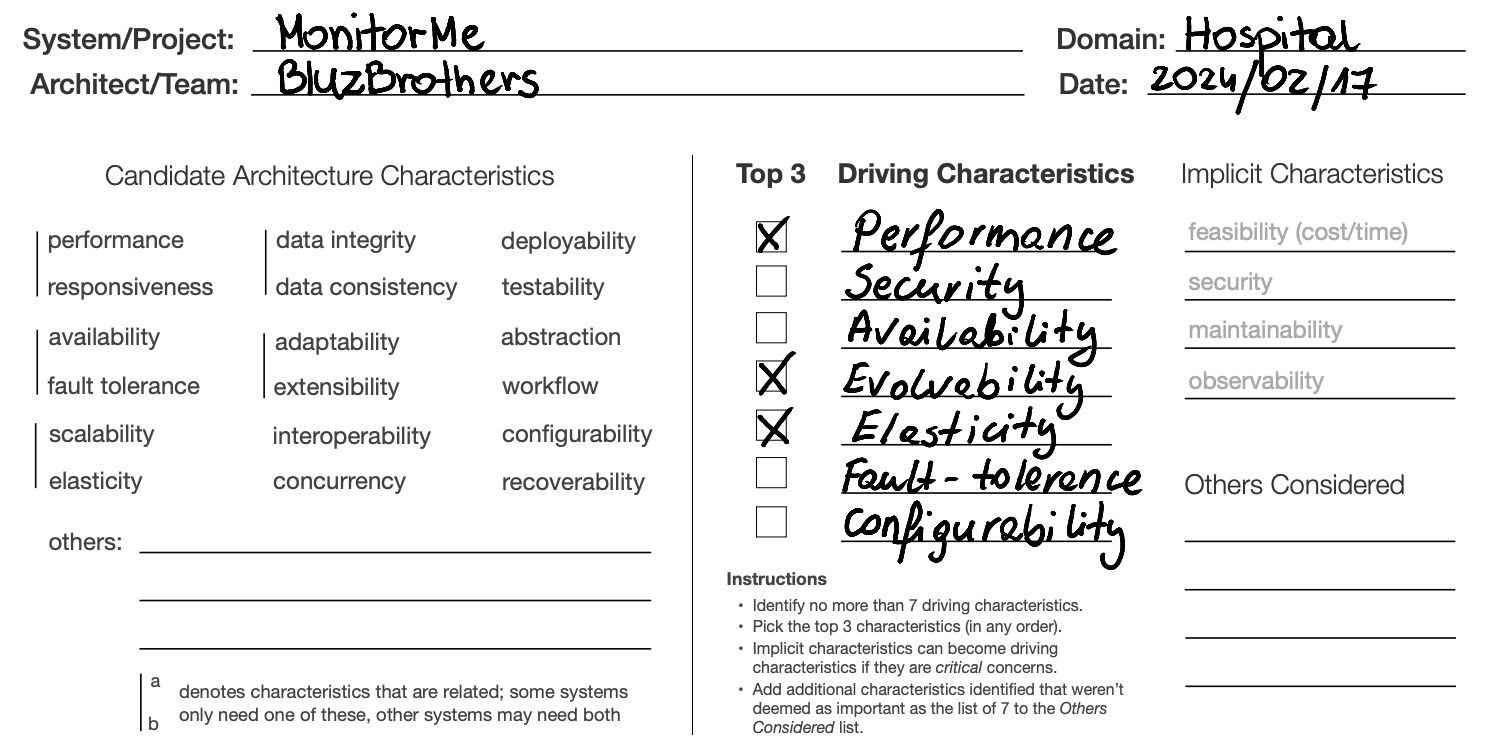 System/Project: MonitorMe
Domain: Hospital
Architect/Team: BluzBrothers
Date: 2024/02/17
Candidate Architecture Characteristics
performance
responsiveness
availability
fault tolerance
scalability
elasticity
data integrity
data consistency
adaptability
extensibility
interoperability
concurrency
deployability
testability
abstraction
workflow
configurability
recoverability
others:
a
b
denotes characteristics that are related; some systems
only need one of these, other systems may need both
Top 3 Driving Characteristics
Performance
Security
Availability
Evolvability
Elasticity
Fault-tolerance
Configurability
Instructions
• Identify no more than 7 driving characteristics.
• Pick the top 3 characteristics (in any order).
• Implicit characteristics can become driving
characteristics if they are critical concerns.
• Add additional characteristics identified that weren't
deemed as important as the list of 7 to the Others
Considered list.
Implicit Characteristics
feasibility (cost/time)
security
maintainability
observability
Others Considered